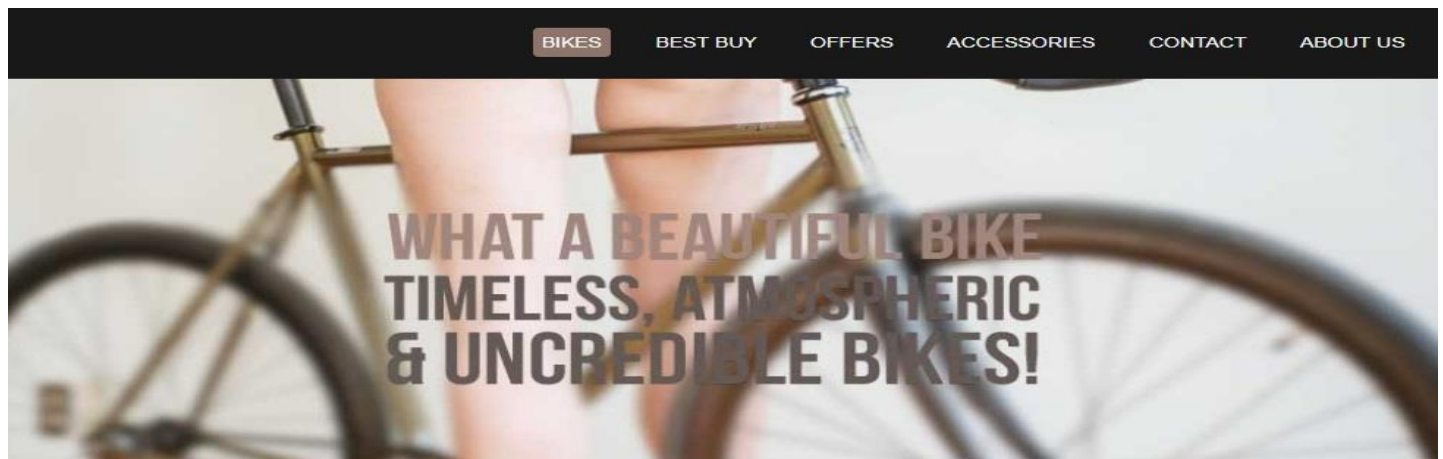 BIKES BEST BUY OFFERS ACCESSORIES CONTACT ABOUT US
WHAT A BEAUTIFUL BIKE
TIMELESS, ATMOSPHERIC
& UNCREDIBLE BIKES!